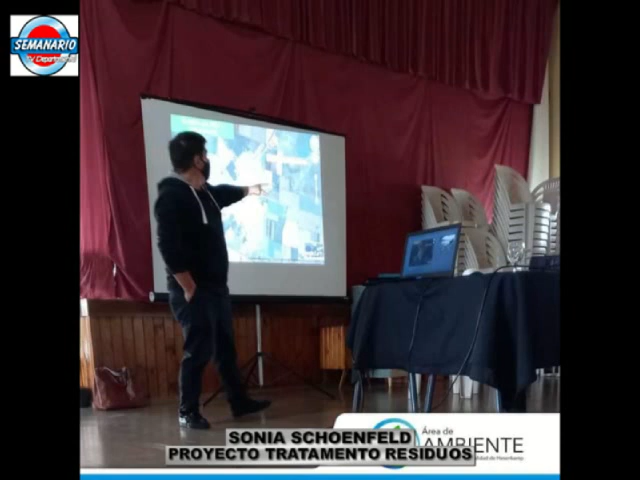 SEMANARIO
SONIA SCHOENFELD
PROYECTO TRATAMENTO RESIDUOS
Área de
AMBIENTE